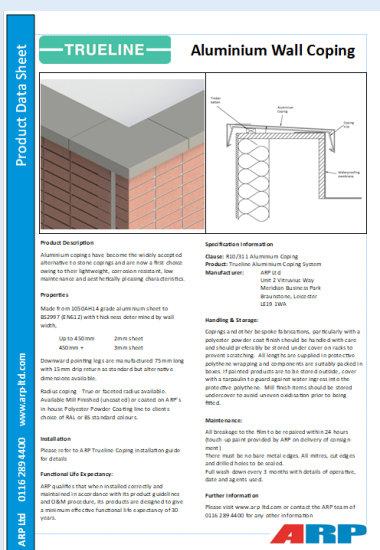 Product Data Sheet
ARP Ltd 0116 289 4400 www.arp-ltd.com
TRUELINE
Aluminium Wall Coping
Timber
batten
Aluminium
coping
Coping
Clip
Waterproofing
membrane
Product Description
Aluminium copings have become the widely accepted
alternative to stone copings and are now a first choice
owing to their lightweight, corrosion resistant, low
maintenance and aesthetically pleasing characteristics.
Properties
Made from 1050AH14 grade aluminium sheet to
BS2997 (EN612) with thickness determined by wall
width,
Up to 450mm 2mm sheet
450mm + 3mm sheet
Downward pointing legs are manufactured 75mm long
with 15mm drip return as standard but alternative
dimensions available.
Radius coping - True or faceted radius available.
Available Mill Finished (uncoated) or coated on ARP's
in house Polyester Powder Coating line to clients
choice of RAL or BS standard colours.
Installation
Please refer to ARP Trueline Coping installation guide
for details
Functional Life Expectancy:
ARP qualifies that when installed correctly and
maintained in accordance with its product guidelines
and O&M procedure, its products are designed to give
a minimum effective functional life expectancy of 30
years.
Specification Information
Clause: R10/311 Aluminium Coping
Product: Trueline Aluminium Coping System
Manufacturer: ARP Ltd
Unit 2 Vitruvius Way
Meridian Business Park
Braunstone, Leicester
LE19 1WA
Handling & Storage:
Copings and other bespoke fabrications, particularly with a
polyester powder coat finish should be handled with care
and should preferably be stored under cover on racks to
prevent scratching. All lengths are supplied in protective
polythene wrapping and components are suitably packed in
boxes. If painted products are to be stored outside, cover
with a tarpaulin to guard against water ingress into the
protective polythene. Mill finish items should be stored
undercover to avoid uneven oxidisation prior to being
fitted.
Maintenance:
All breakage to the film to be repaired within 24 hours
(touch up paint provided by ARP on delivery of consign-
ment)
There must be no bare metal edges. All mitres, cut edges
and drilled holes to be sealed.
Full wash down every 3 months with details of operative,
date and agents used.
Further Information
Please visit www.arp-ltd.com or contact the ARP team of
0116 289 4400 for any other information
ARP